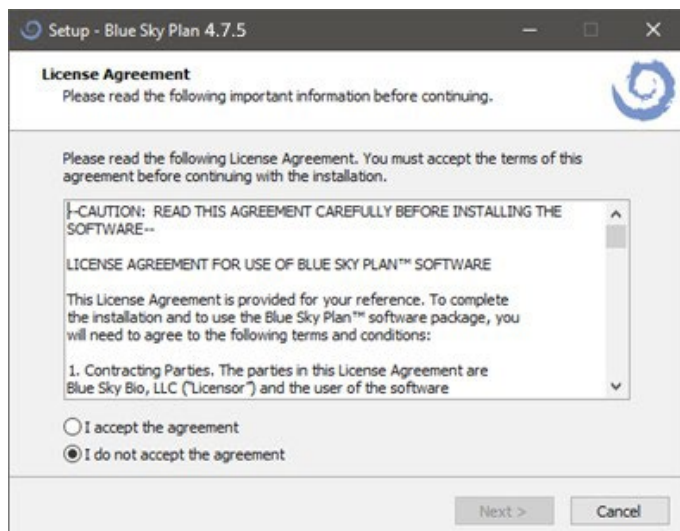 Setup - Blue Sky Plan 4.7.5
License Agreement
Please read the following important information before continuing.
Please read the following License Agreement. You must accept the terms of this
agreement before continuing with the installation.
--CAUTION: READ THIS AGREEMENT CAREFULLY BEFORE INSTALLING THE
SOFTWARE--
LICENSE AGREEMENT FOR USE OF BLUE SKY PLAN™ SOFTWARE
This License Agreement is provided for your reference. To complete
the installation and to use the Blue Sky Plan™ software package, you
will need to agree to the following terms and conditions:
1. Contracting Parties. The parties in this License Agreement are
Blue Sky Bio, LLC ("Licensor") and the user of the software
I accept the agreement
I do not accept the agreement
Next >
Cancel